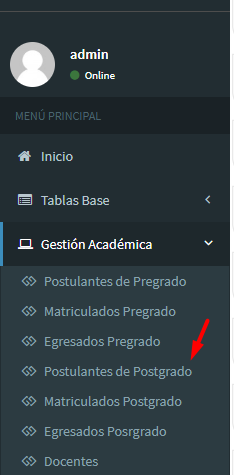 admin
Online
MENÚ PRINCIPAL
Inicio
Tablas Base
Gestión Académica
Postulantes de Pregrado
Matriculados Pregrado
Egresados Pregrado
Postulantes de Postgrado
Matriculados Postgrado
Egresados Posrgrado
Docentes